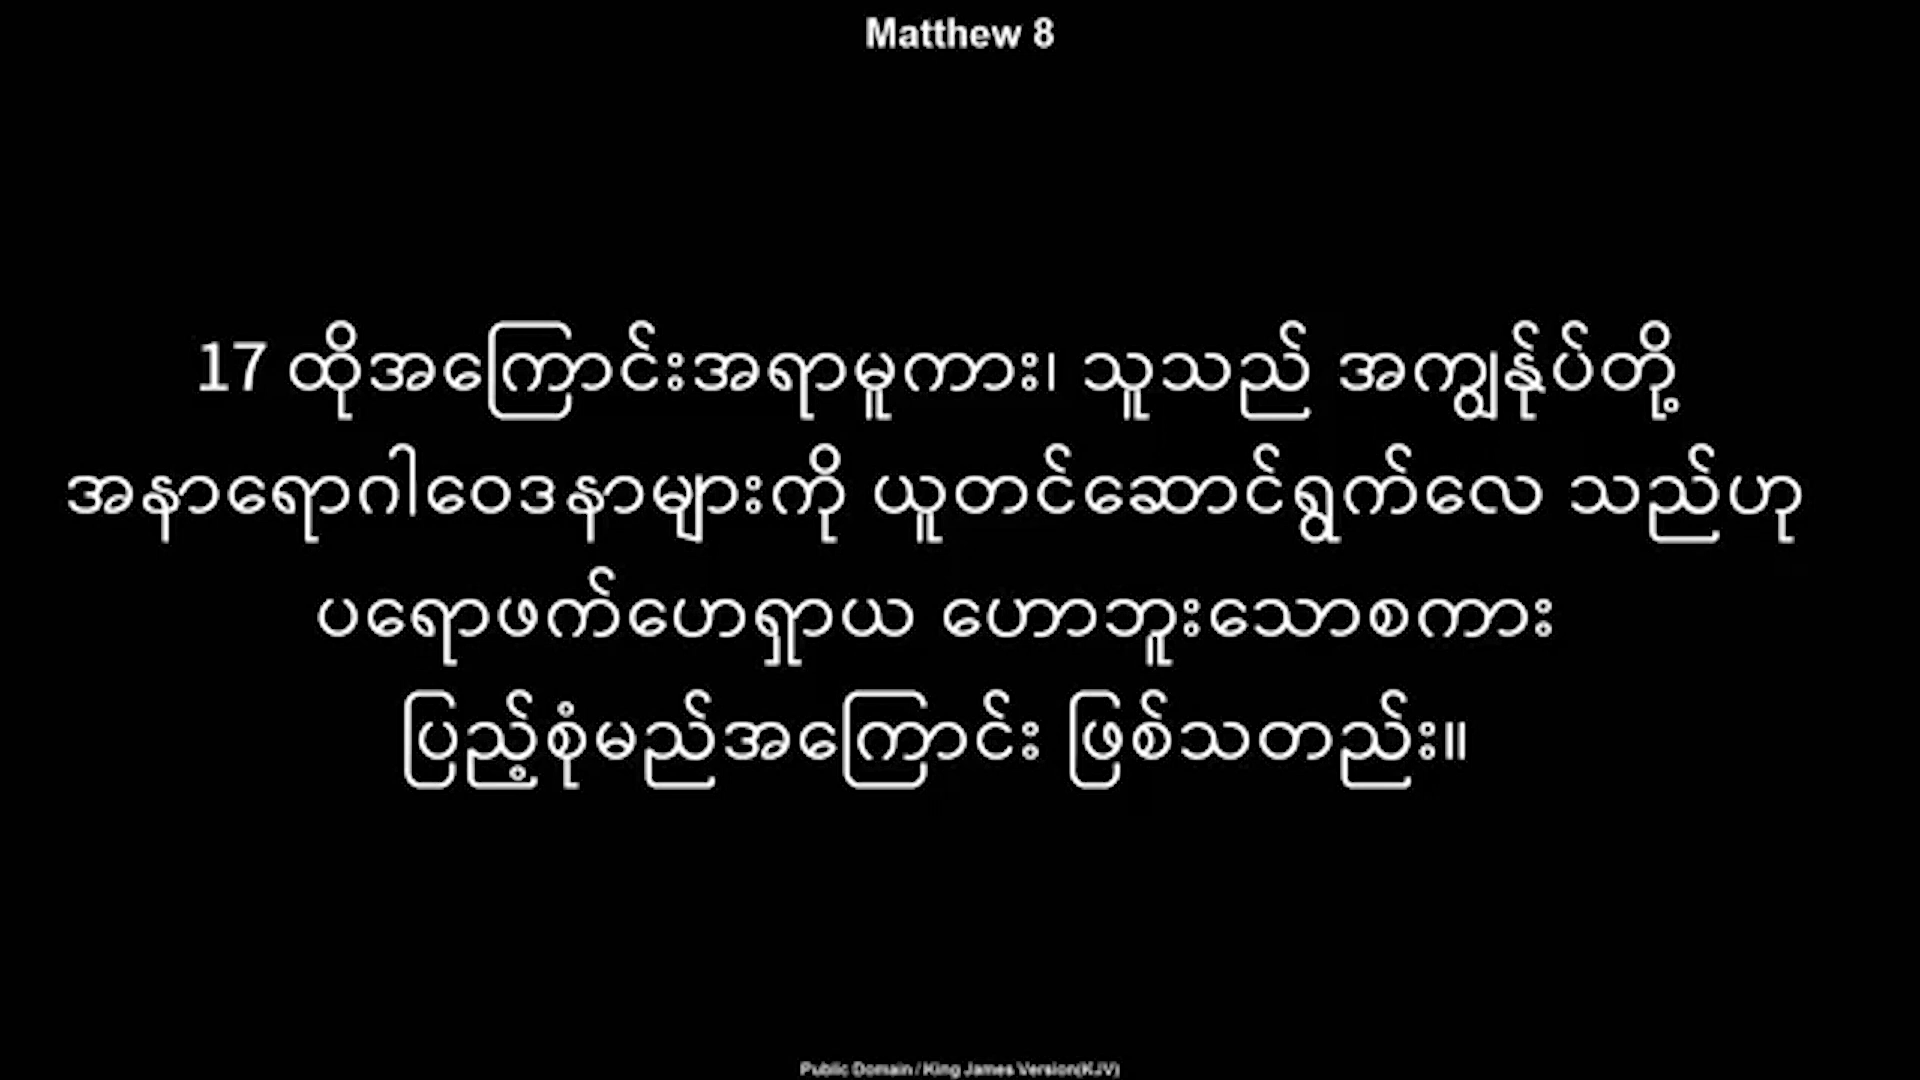 Matthew 8
17 ထိုအကြောင်းအရာမူကား၊ သူသည် အကျွန်ုပ်တို့
အနာရောဂါဝေဒနာများကို ယူတင်ဆောင်ရွက်လေ သည်ဟု
ပရောဖက်ဟေရှာယ ဟောဘူးသောစကား
ပြည့်စုံမည်အကြောင်း ဖြစ်သတည်း။
Public Domain / King James Version(KJV)